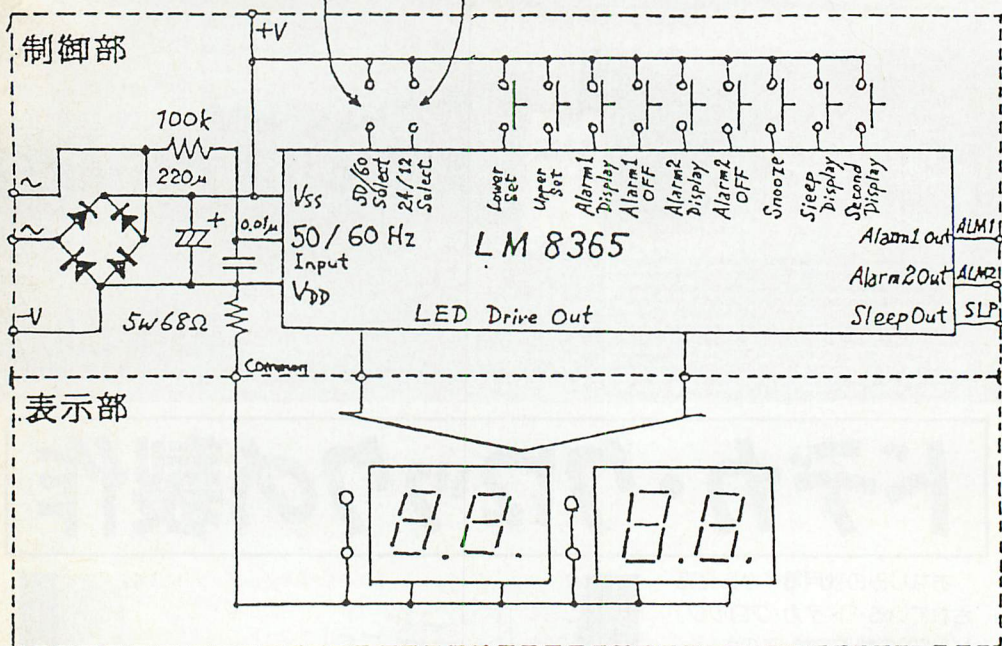 +V
制御部
100k
220μ
+
0.01μ
~
~
-V
5W68Ω
Vss
50/60 Hz
Input
VDD
50/60
Select
24/12
Select
Lower
Set
Upper
Set
Alarm1
Display
Alarm1
OFF
Alarm2
Display
Alarm2
OFF
Snooze
Sleep
Display
Second
Display
LM 8365
LED Drive Out
Alarm1 Out
ALM1
Alarm2 Out
ALM2
Sleep Out
SLP
Common
表示部